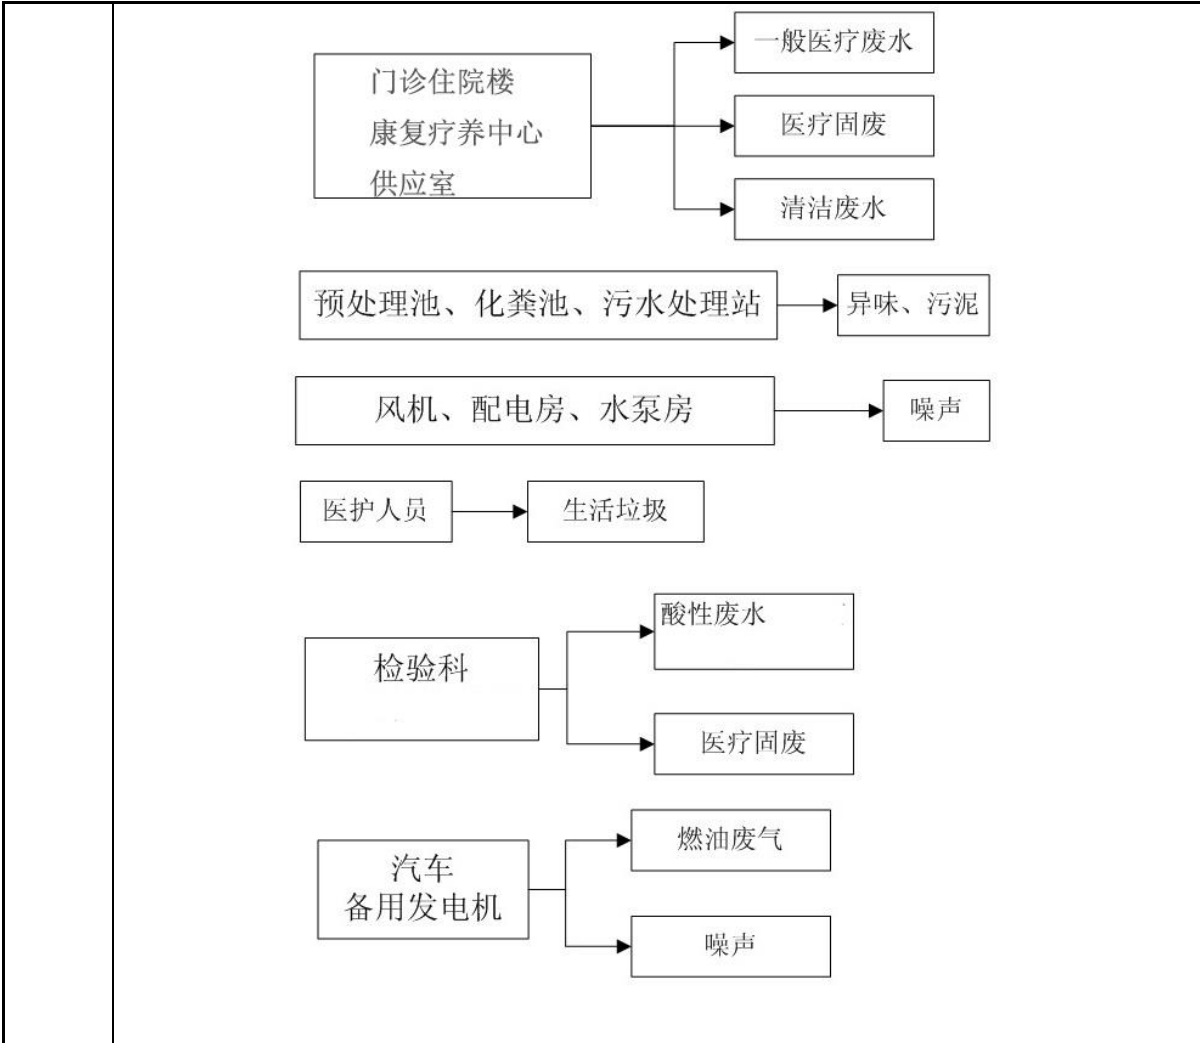 门诊住院楼
康复疗养中心
供应室
一般医疗废水
医疗固废
清洁废水
预处理池、化粪池、污水处理站
异味、污泥
风机、配电房、水泵房
噪声
医护人员
生活垃圾
检验科
酸性废水
医疗固废
汽车
备用发电机
燃油废气
噪声